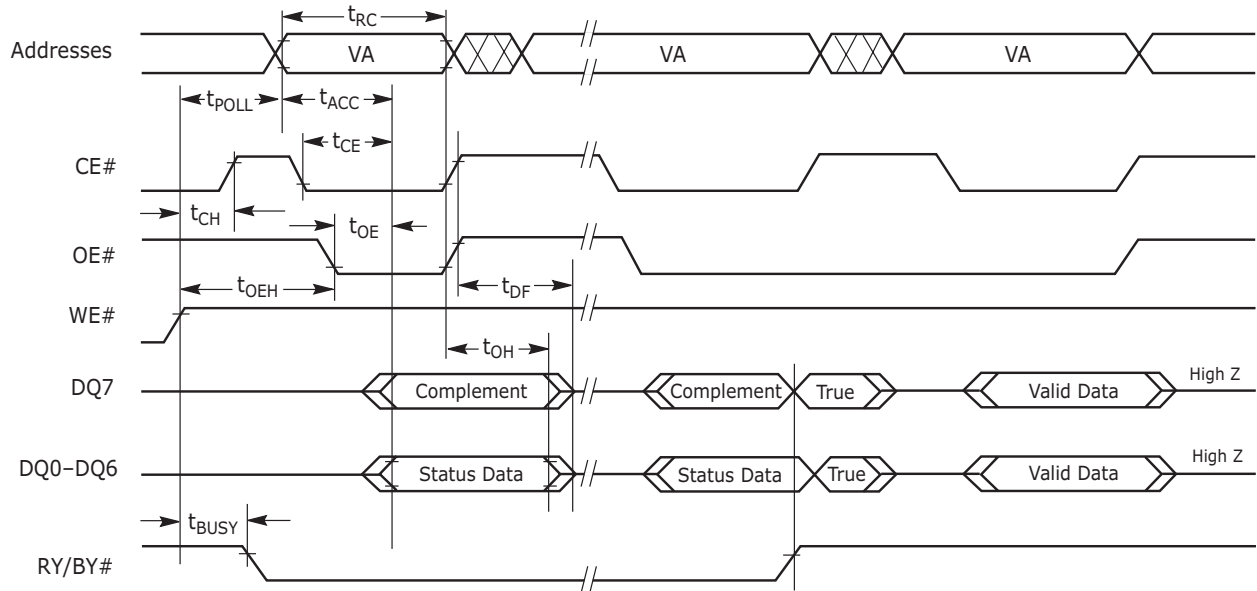 tRC
Addresses VA VA VA
tPOLL tACC
tCE
CE#
tCH tOE
OE#
tOEH tDF
WE#
tOH
DQ7 Complement Complement True Valid Data High Z
DQ0–DQ6 Status Data Status Data True Valid Data High Z
tBUSY
RY/BY#